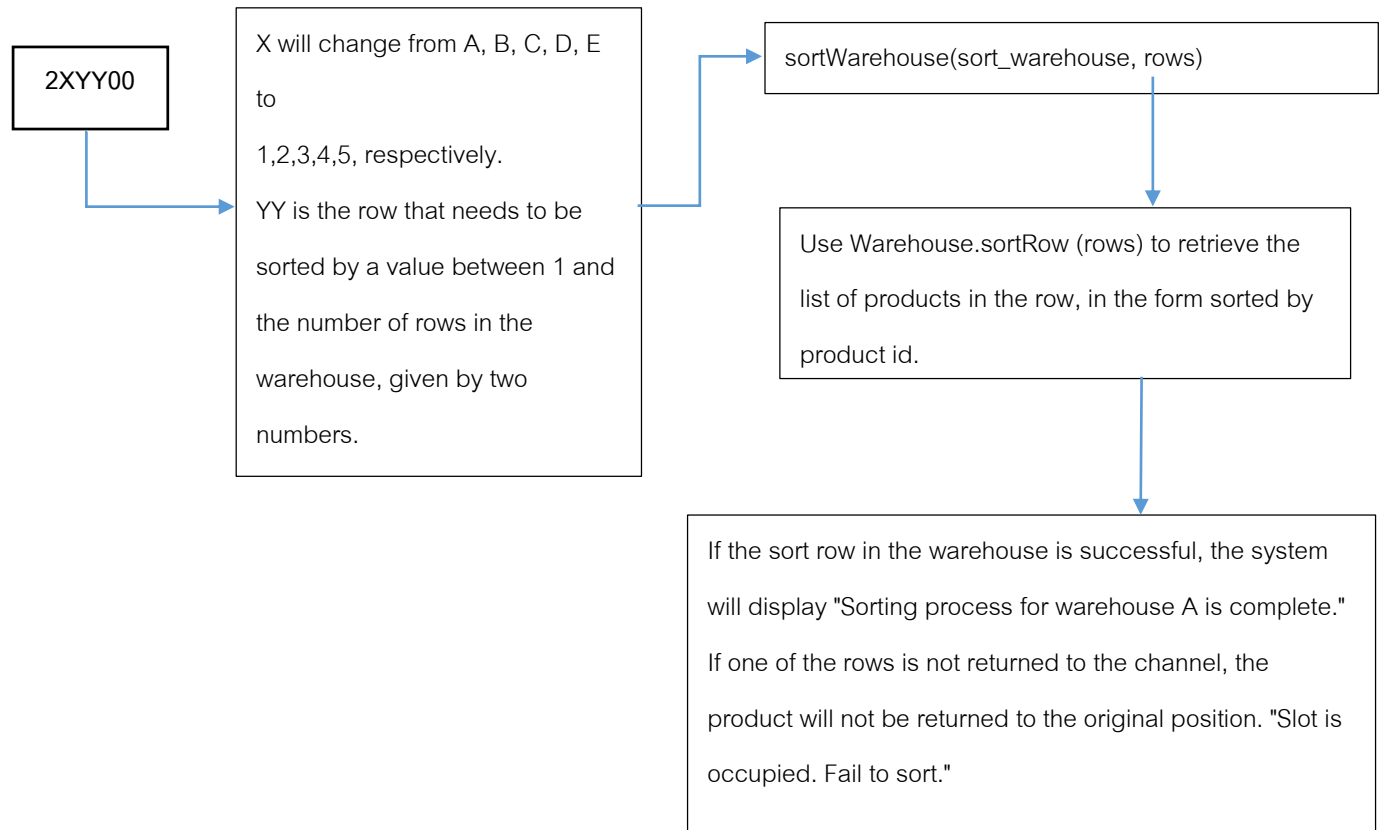 2XYY00
X will change from A, B, C, D, E
to
1,2,3,4,5, respectively.
YY is the row that needs to be
sorted by a value between 1 and
the number of rows in the
warehouse, given by two
numbers.
sortWarehouse(sort_warehouse, rows)
Use Warehouse.sortRow (rows) to retrieve the
list of products in the row, in the form sorted by
product id.
If the sort row in the warehouse is successful, the system
will display "Sorting process for warehouse A is complete."
If one of the rows is not returned to the channel, the
product will not be returned to the original position. "Slot is
occupied. Fail to sort."